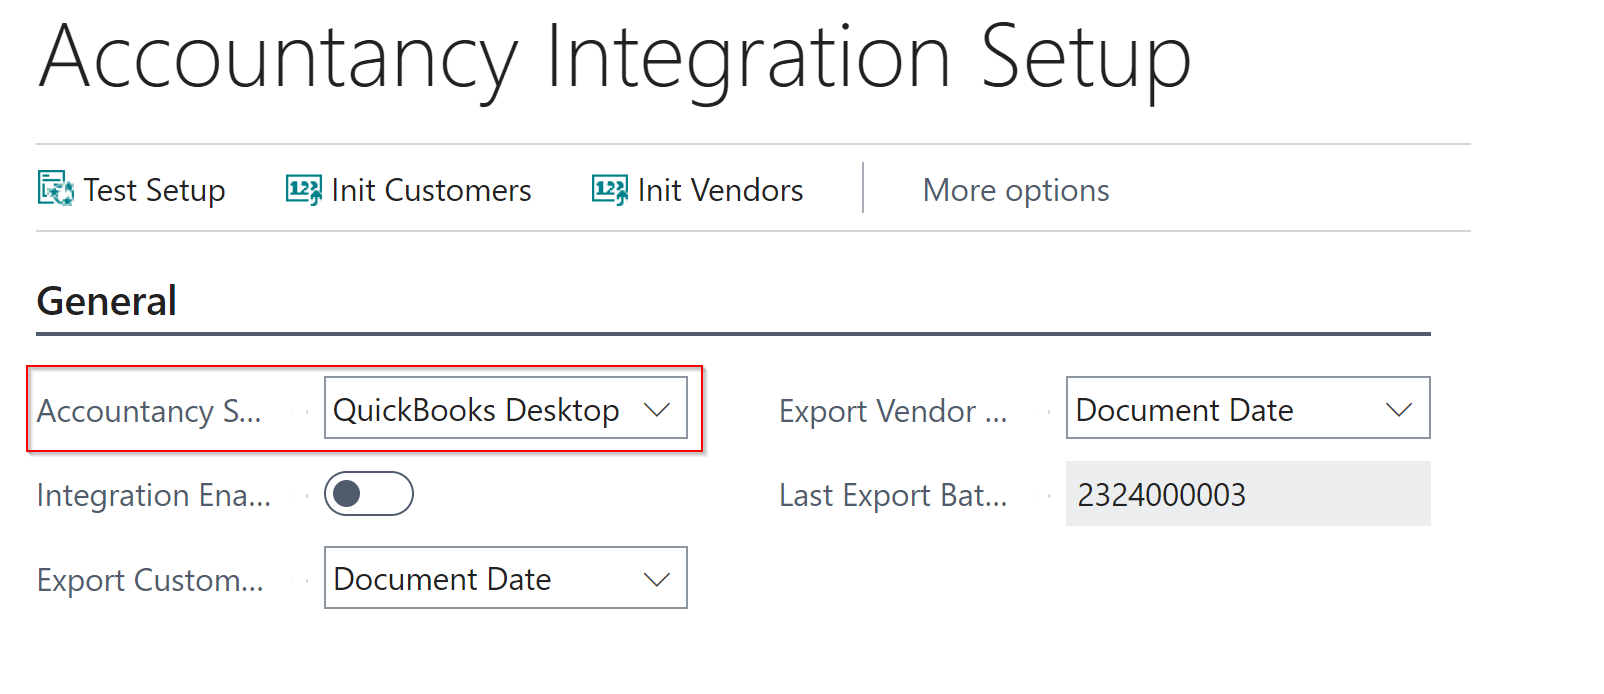 Accountancy Integration Setup
Test Setup Init Customers Init Vendors More options
General
Accountancy S... QuickBooks Desktop
Export Vendor ... Document Date
Integration Ena...
Last Export Bat... 2324000003
Export Custom... Document Date